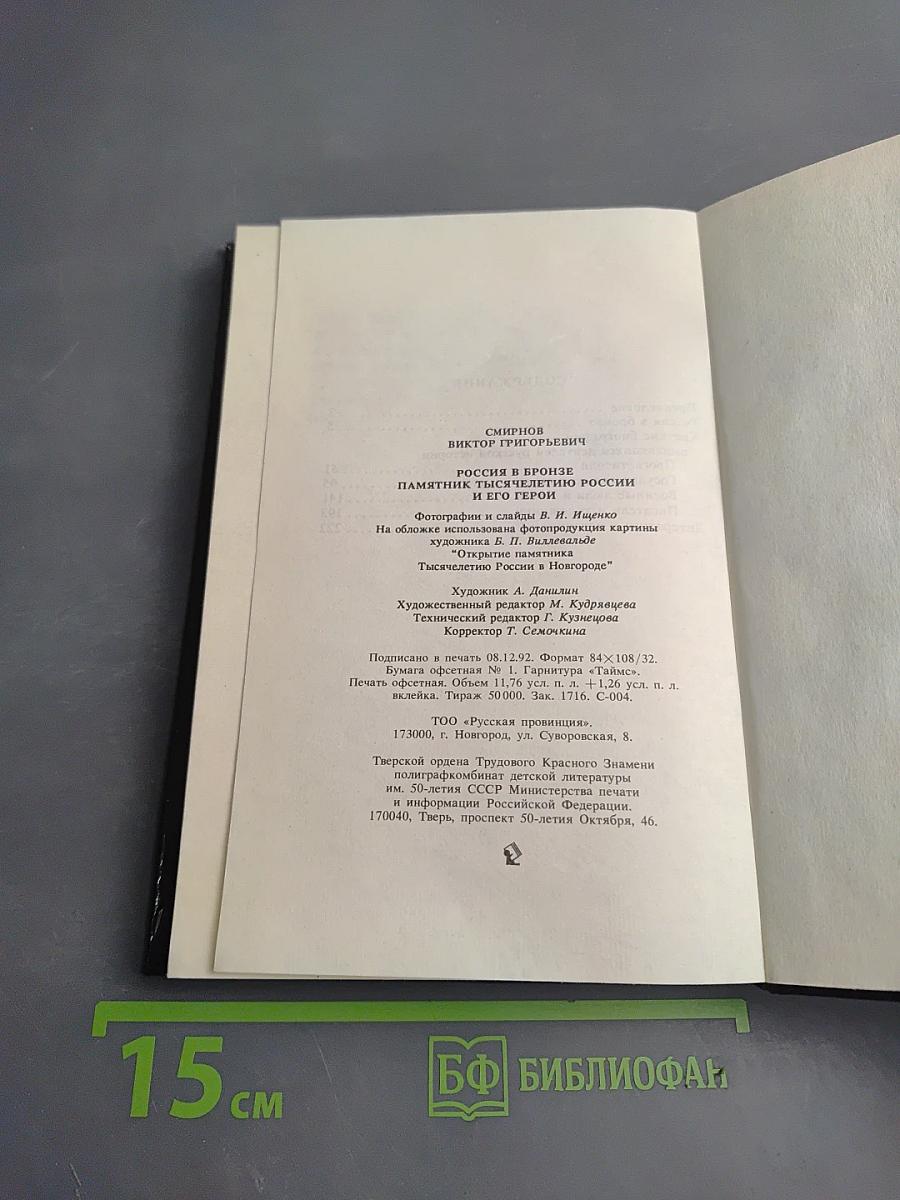 СМИРНОВ
ВИКТОР ГРИГОРЬЕВИЧ
РОССИЯ В БРОНЗЕ
ПАМЯТНИК ТЫСЯЧЕЛЕТИЮ РОССИИ
И ЕГО ГЕРОИ
Фотографии и слайды В. И. Ищенко
На обложке использована фотопродукция картины
художника Б. П. Виллевальде
"Открытие памятника
Тысячелетию России в Новгороде"
Художник А. Данилин
Художественный редактор М. Кудрявцева
Технический редактор Г. Кузнецова
Корректор Т. Семочкина
Подписано в печать 08.12.92. Формат 84×108/32.
Бумага офсетная № 1. Гарнитура «Таймс».
Печать офсетная. Объем 11,76 усл. п. л. +1,26 усл. п. л.
вклейка. Тираж 50 000. Зак. 1716. С-004.
ТОО «Русская провинция».
173000, г. Новгород, ул. Суворовская, 8.
Тверской ордена Трудового Красного Знамени
полиграфкомбинат детской литературы
им. 50-летия СССР Министерства печати
и информации Российской Федерации.
170040, Тверь, проспект 50-летия Октября, 46.
15 см
БФ БИБЛИОФАН